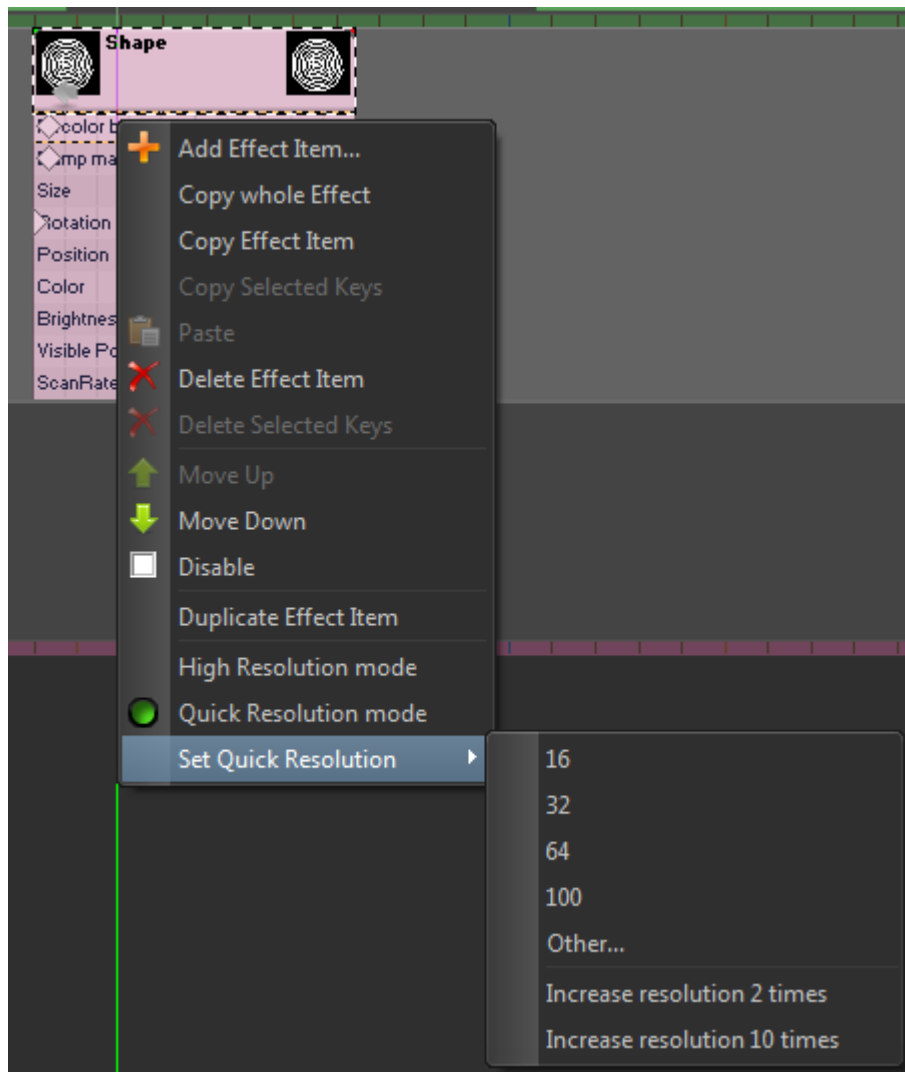 Shape
color b
mp ma
Size
Rotation
Position
Color
Brightnes
Visible Po
ScanRate
Add Effect Item...
Copy whole Effect
Copy Effect Item
Copy Selected Keys
Paste
Delete Effect Item
Delete Selected Keys
Move Up
Move Down
Disable
Duplicate Effect Item
High Resolution mode
Quick Resolution mode
Set Quick Resolution
16
32
64
100
Other...
Increase resolution 2 times
Increase resolution 10 times